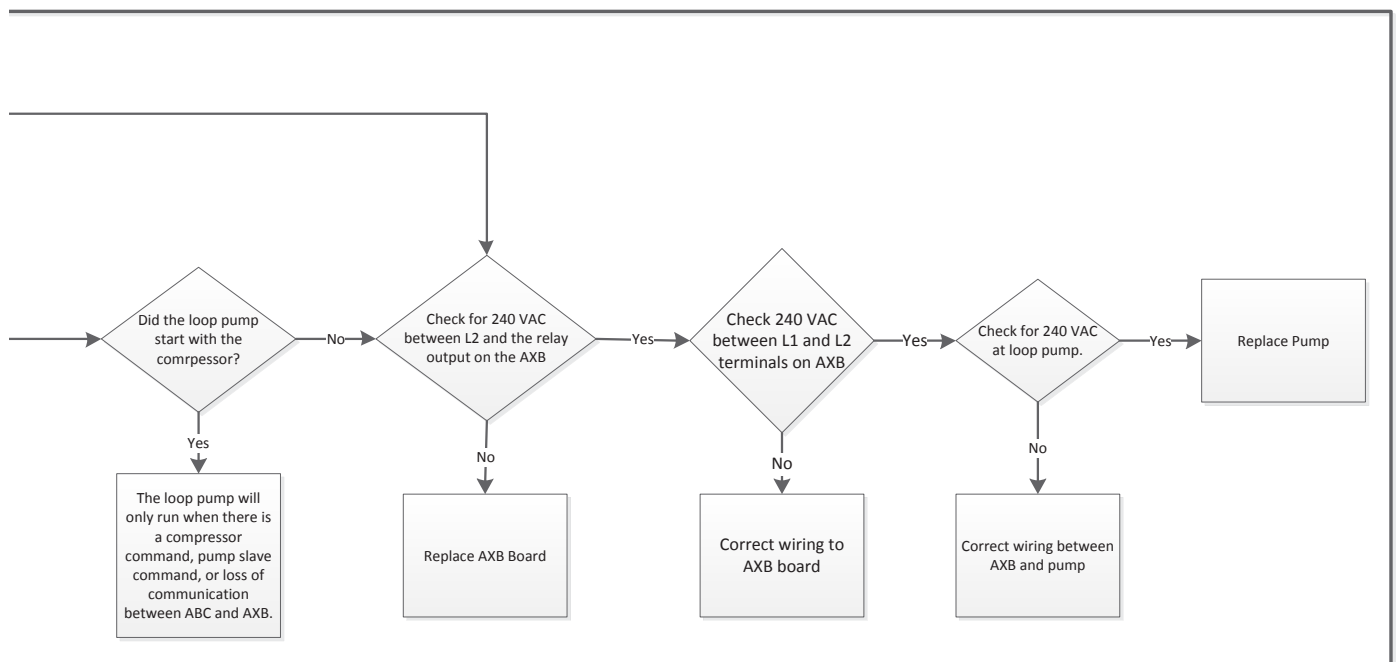 Did the loop pump
start with the
comrpessor?
No
Check for 240 VAC
between L2 and the relay
output on the AXB
Yes
Check 240 VAC
between L1 and L2
terminals on AXB
Yes
Check for 240 VAC
at loop pump.
Yes
Replace Pump
Yes
No
No
No
The loop pump will
only run when there is
a compressor
command, pump slave
command, or loss of
communication
between ABC and AXB.
Replace AXB Board
Correct wiring to
AXB board
Correct wiring between
AXB and pump